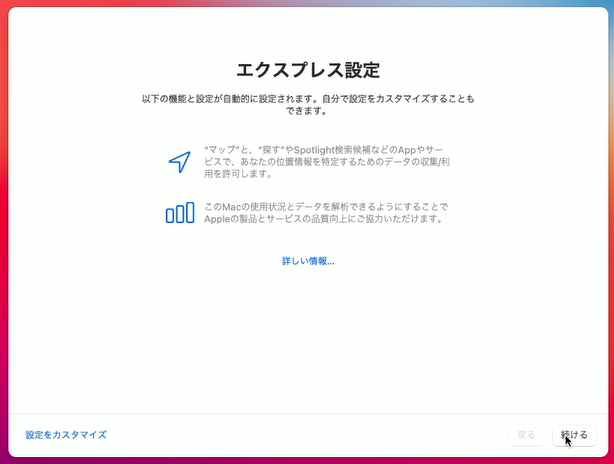 エクスプレス設定
以下の機能と設定が自動的に設定されます。自分で設定をカスタマイズすることも
できます。
"マップ"と、"探す"やSpotlight検索候補などのAppやサー
ビスで、あなたの位置情報を特定するためのデータの収集/利
用を許可します。
このMacの使用状況とデータを解析できるようにすることで
Appleの製品とサービスの品質向上にご協力いただけます。
詳しい情報...
設定をカスタマイズ
戻る
続ける